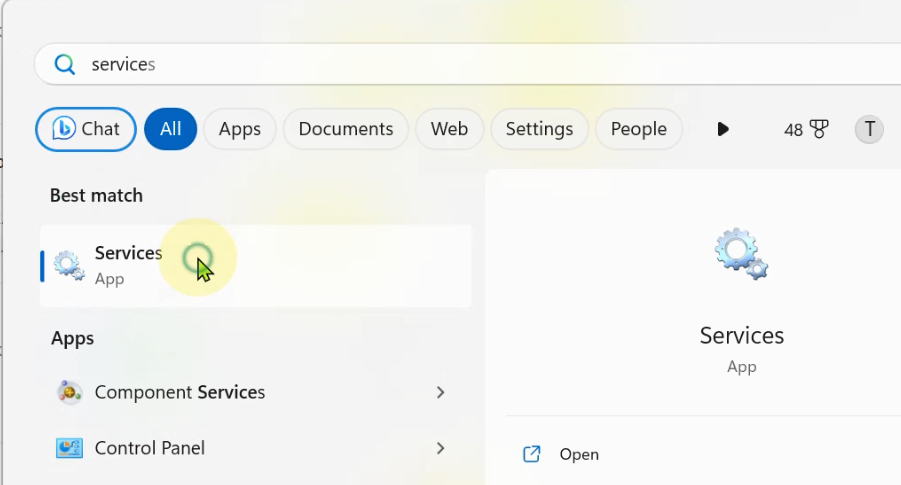 services
Chat All Apps Documents Web Settings People 48 T
Best match
Services
App
Apps
Component Services
Control Panel
Services
App
Open